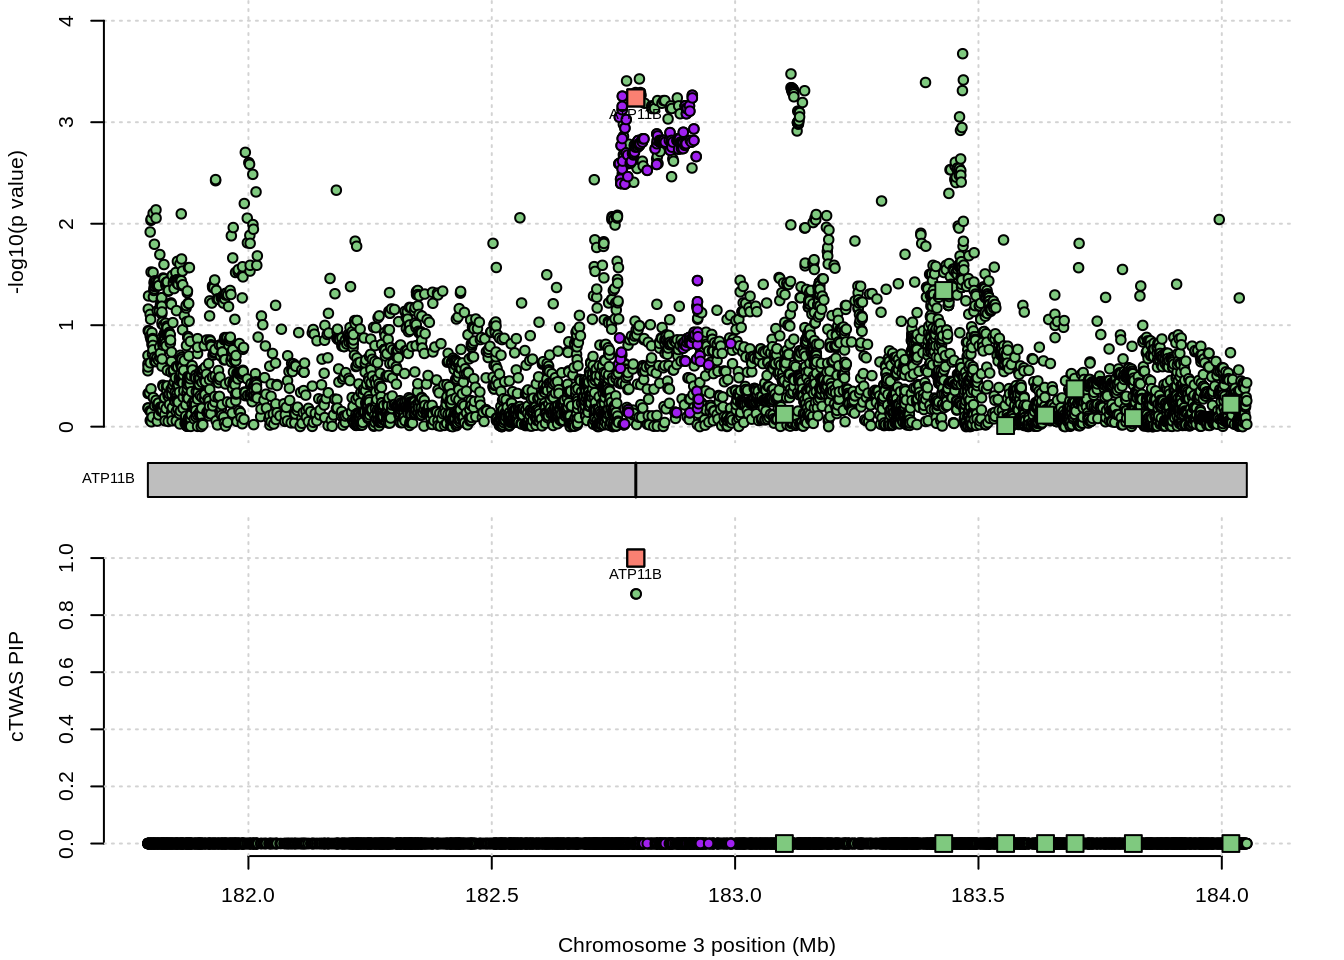 4
3
2
1
0
-log10(p value)
ATP11B
ATP11B
1.0
0.8
0.6
0.4
0.2
0.0
cTWAS PIP
ATP11B
182.0 182.5 183.0 183.5 184.0
Chromosome 3 position (Mb)